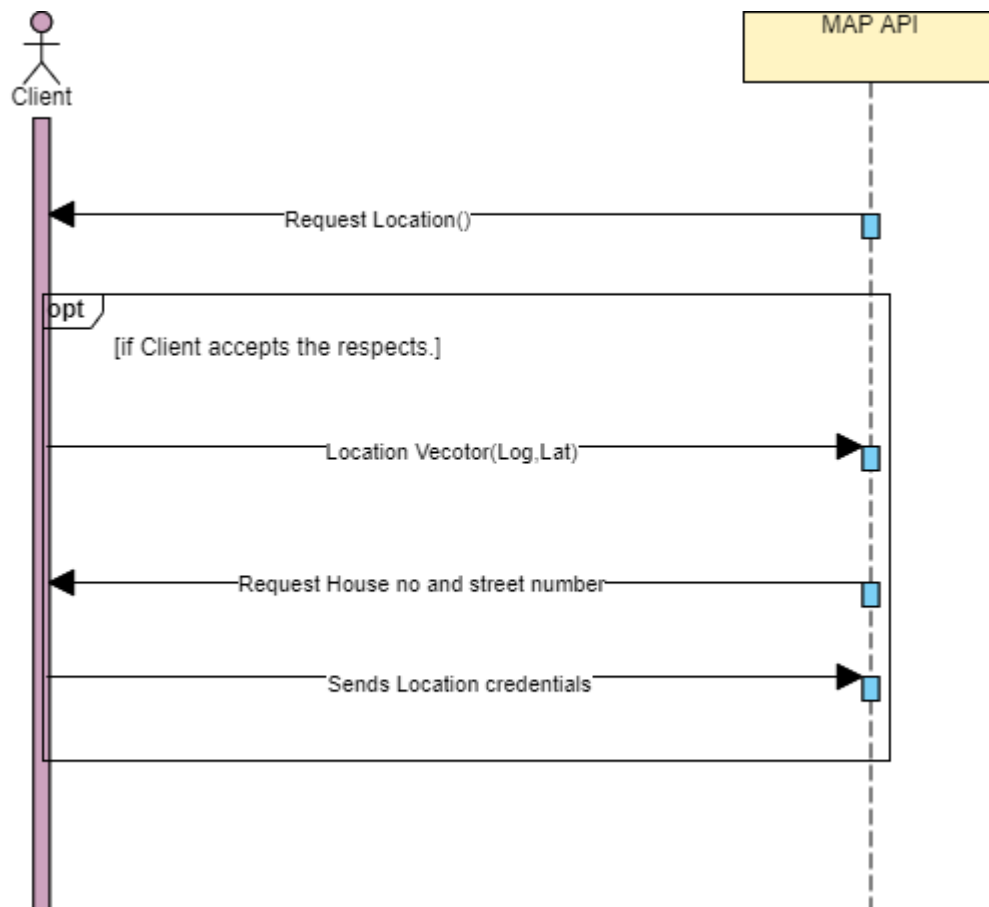 MAP API
Client
Request Location()
opt
[if Client accepts the respects.]
Location Vecotor(Log,Lat)
Request House no and street number
Sends Location credentials